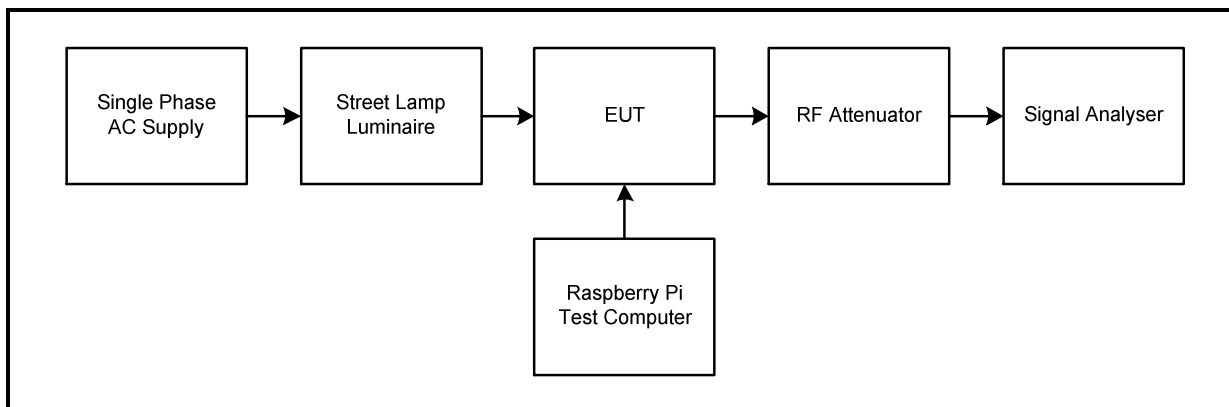 Single Phase
AC Supply
Street Lamp
Luminaire
EUT
RF Attenuator
Signal Analyser
Raspberry Pi
Test Computer